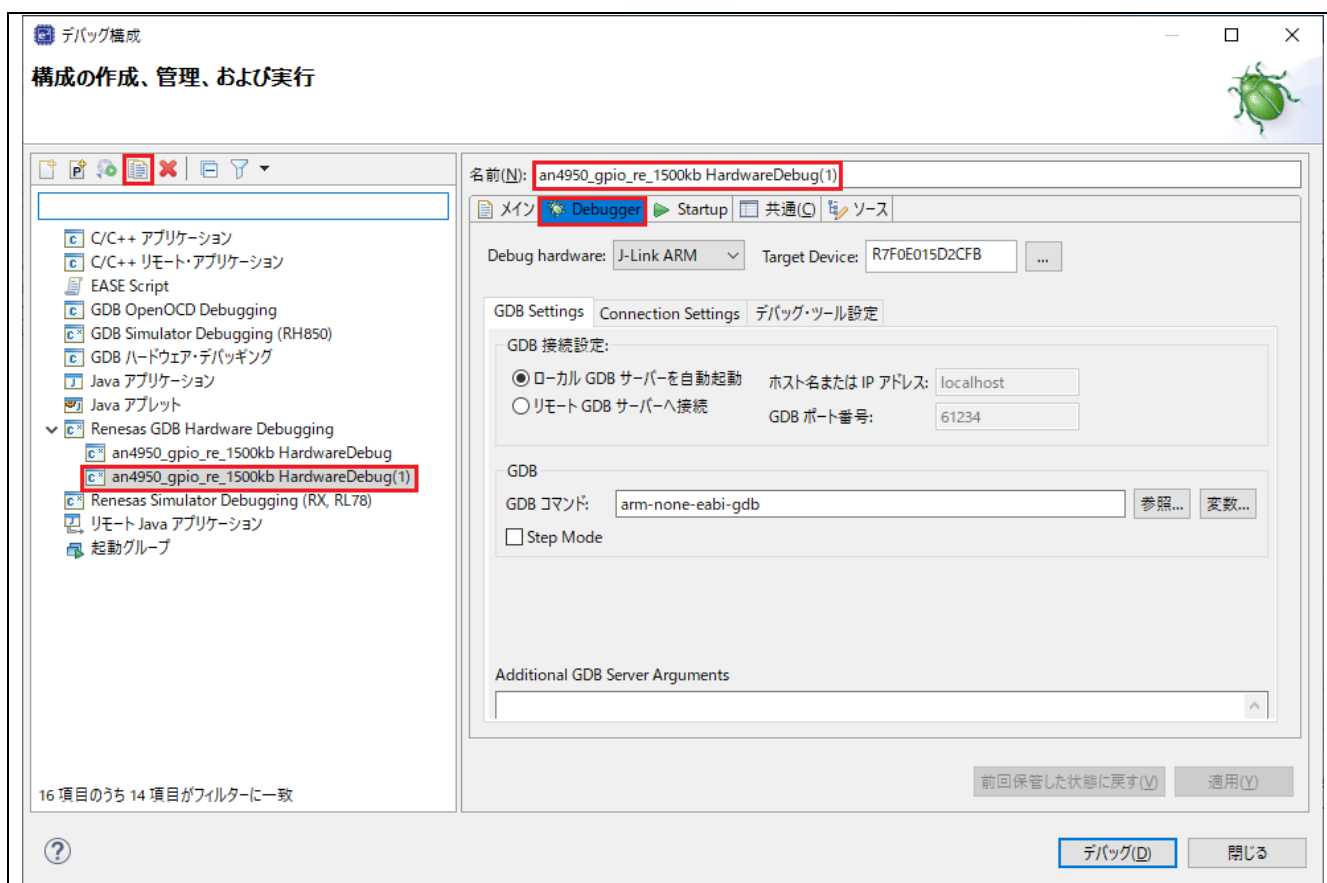 デバッグ構成
構成の作成、管理、および実行
名前(N): an4950_gpio_re_1500kb HardwareDebug(1)
メイン Debugger Startup 共通(C) ソース
C/C++ アプリケーション
C/C++ リモート・アプリケーション
EASE Script
GDB OpenOCD Debugging
GDB Simulator Debugging (RH850)
GDB ハードウェア・デバッギング
Java アプリケーション
Java アプレット
Renesas GDB Hardware Debugging
an4950_gpio_re_1500kb HardwareDebug
an4950_gpio_re_1500kb HardwareDebug(1)
Renesas Simulator Debugging (RX, RL78)
リモート Java アプリケーション
起動グループ
16 項目のうち 14 項目がフィルターに一致
Debug hardware: J-Link ARM Target Device: R7F0E015D2CFB ...
GDB Settings Connection Settings デバッグ・ツール設定
GDB 接続設定:
ローカル GDB サーバーを自動起動 ホスト名または IP アドレス: localhost
リモート GDB サーバーへ接続 GDB ポート番号: 61234
GDB
GDB コマンド: arm-none-eabi-gdb 参照... 変数...
Step Mode
Additional GDB Server Arguments
前回保管した状態に戻す(V) 適用(Y)
デバッグ(D) 閉じる